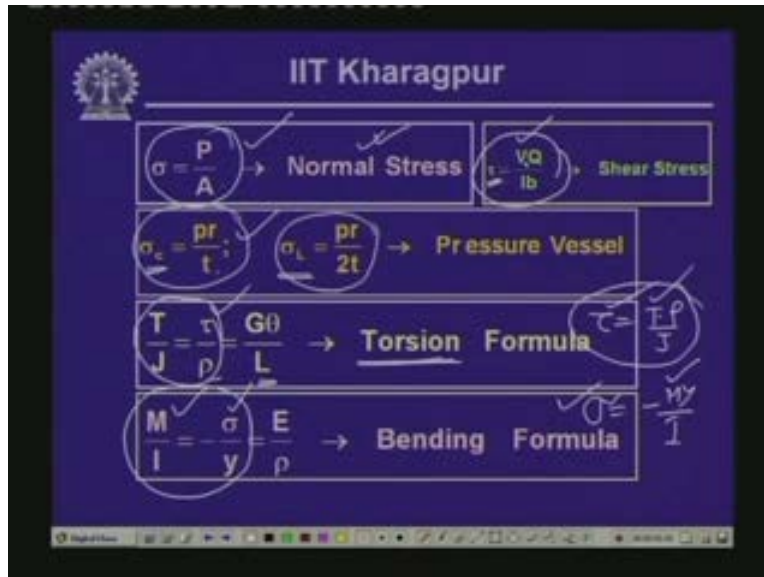 IIT Kharagpur
σ = P/A → Normal Stress
τ = VQ/Ib → Shear Stress
σc = pr/t; σL = pr/2t → Pressure Vessel
T/J = τ/ρ = Gθ/L → Torsion Formula
τ = Tρ/J
M/I = -σ/y = E/ρ → Bending Formula
σ = -My/I